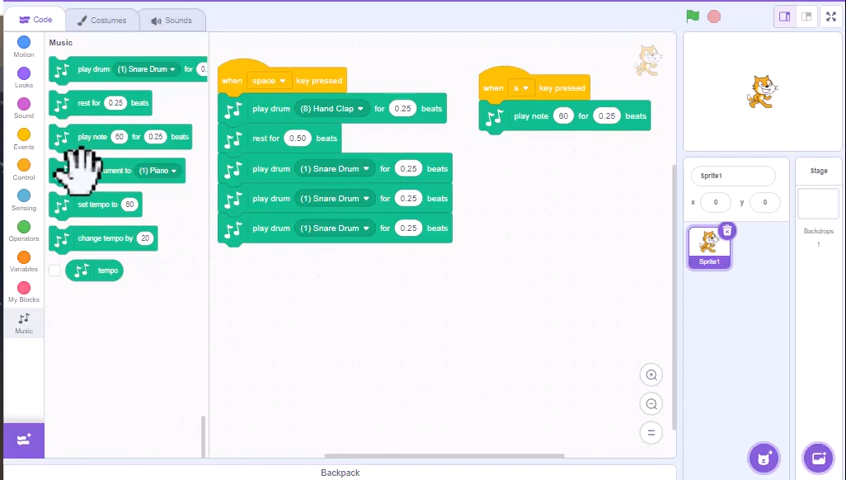 Code
Costumes
Sounds
Motion
Looks
Sound
Events
Control
Sensing
Operators
Variables
My Blocks
Music
Music
play drum (1) Snare Drum for 0.
rest for 0.25 beats
play note 60 for 0.25 beats
ument to (1) Piano
set tempo to 60
change tempo by 20
tempo
when space key pressed
play drum (8) Hand Clap for 0.25 beats
rest for 0.50 beats
play drum (1) Snare Drum for 0.25 beats
play drum (1) Snare Drum for 0.25 beats
play drum (1) Snare Drum for 0.25 beats
when a key pressed
play note 60 for 0.25 beats
Backpack
Sprite1
x 0 y 0
Sprite1
Stage
Backdrops
1